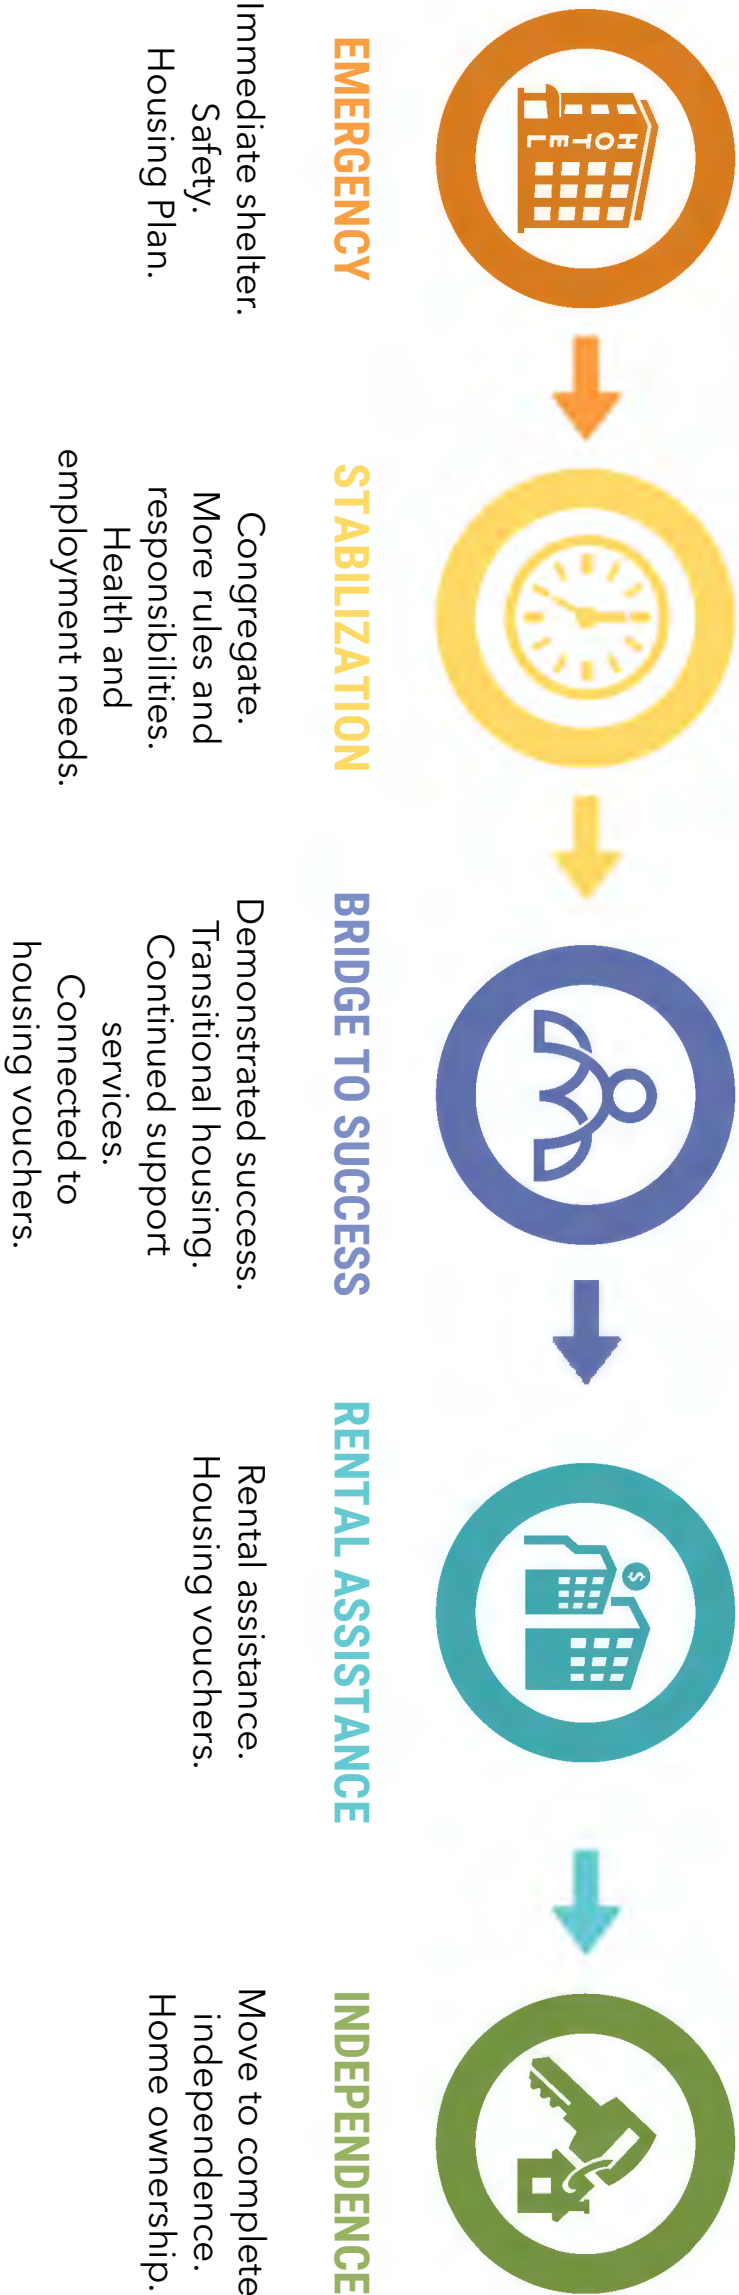 HOTEL
EMERGENCY
Immediate shelter.
Safety.
Housing Plan.
STABILIZATION
Congregate.
More rules and
responsibilities.
Health and
employment needs.
BRIDGE TO SUCCESS
Demonstrated success.
Transitional housing.
Continued support
services.
Connected to
housing vouchers.
$
RENTAL ASSISTANCE
Rental assistance.
Housing vouchers.
INDEPENDENCE
Move to complete
independence.
Home ownership.